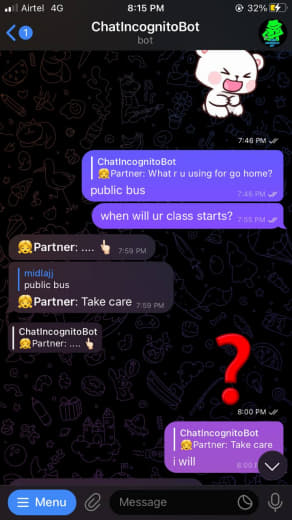 Airtel 4G
8:15 PM
32%
1
ChatIncognitoBot
bot
7:46 PM
ChatIncognitoBot
Partner: What r u using for go home?
public bus
7:46 PM
when will ur class starts?
7:55 PM
Partner: ....
7:59 PM
midlajj
public bus
Partner: Take care
7:59 PM
ChatIncognitoBot
Partner: ....
?
8:00 PM
ChatIncognitoBot
Partner: Take care
i will
8:00
Menu
Message